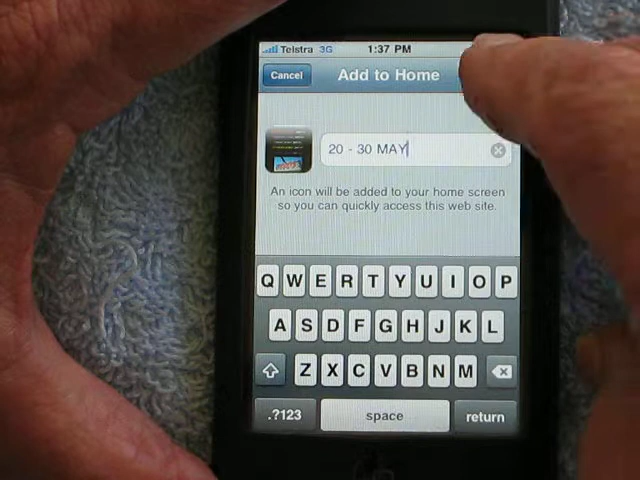 Telstra 3G 1:37 PM
Cancel Add to Home
20 - 30 MAY
An icon will be added to your home screen
so you can quickly access this web site.
Q W E R T Y U I O P
A S D F G H J K L
Z X C V B N M
.?123 space return